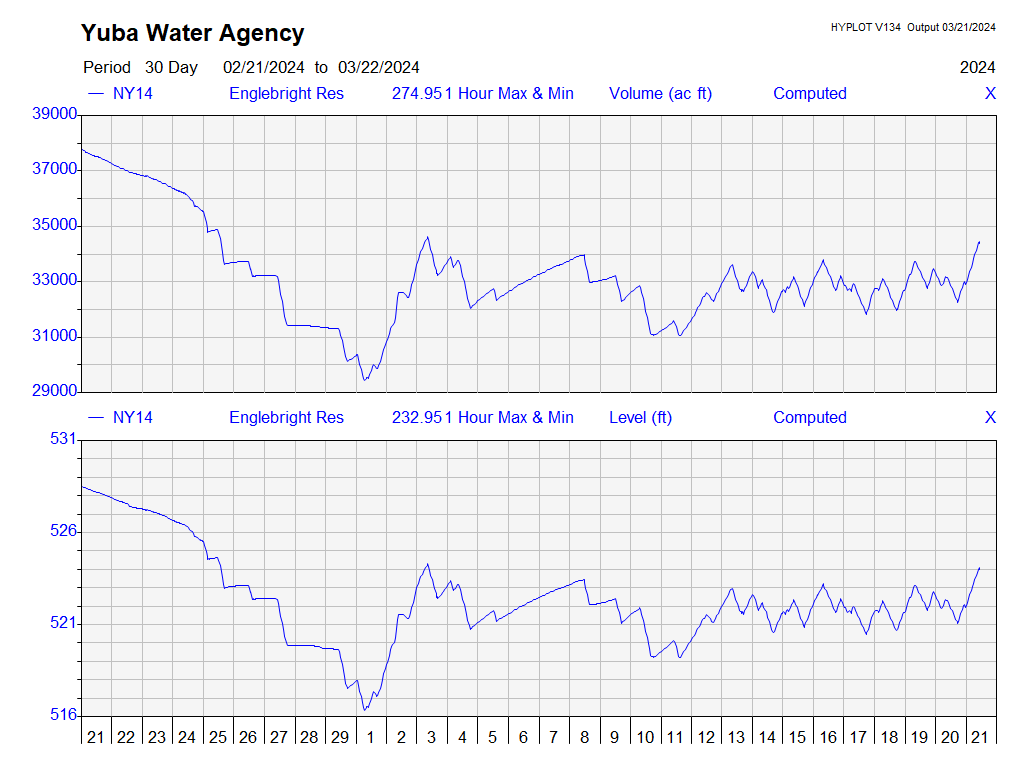 Yuba Water Agency
HYPLOT V134 Output 03/21/2024
Period 30 Day 02/21/2024 to 03/22/2024 2024
NY14 Englebright Res 274.951 Hour Max & Min Volume (ac ft) Computed X
39000
37000
35000
33000
31000
29000
NY14 Englebright Res 232.951 Hour Max & Min Level (ft) Computed X
531
526
521
516
21 22 23 24 25 26 27 28 29 1 2 3 4 5 6 7 8 9 10 11 12 13 14 15 16 17 18 19 20 21